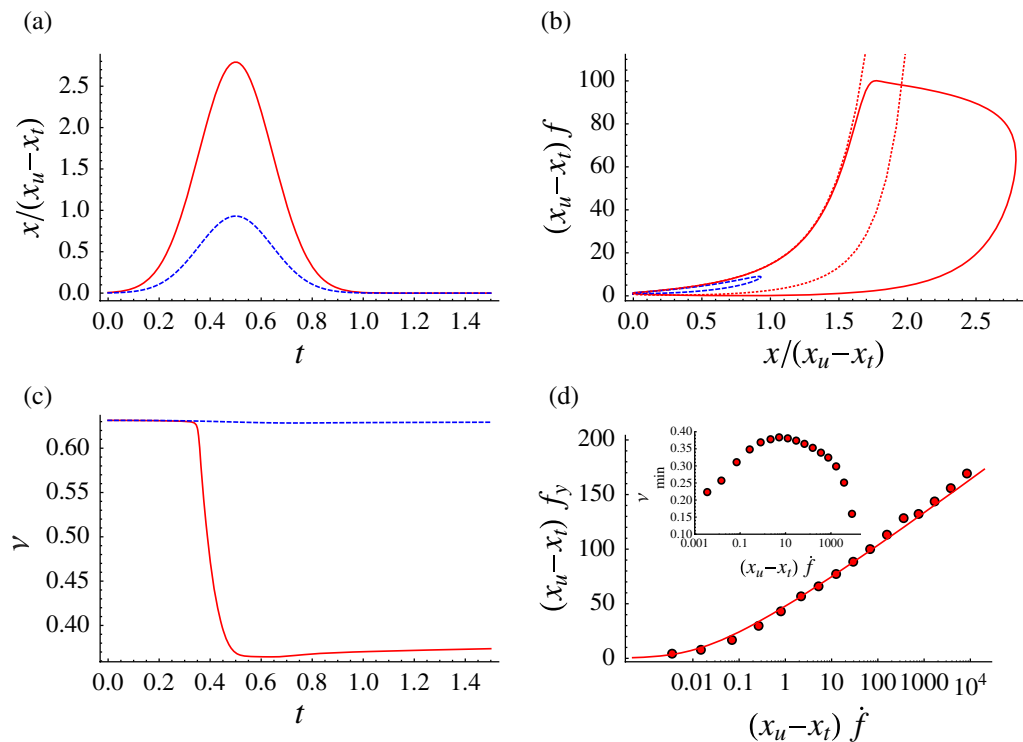 (a)
2.5
2.0
1.5
1.0
0.5
0.0
x/(x_u−x_t)
0.0 0.2 0.4 0.6 0.8 1.0 1.2 1.4
t
(b)
100
80
60
40
20
0
(x_u−x_t) f
0.0 0.5 1.0 1.5 2.0 2.5
x/(x_u−x_t)
(c)
0.60
0.50
0.40
ν
0.0 0.2 0.4 0.6 0.8 1.0 1.2 1.4
t
(d)
200
150
100
50
0
(x_u−x_t) f_y
0.01 0.1 1 10 100 1000 10^4
(x_u−x_t) ḟ
0.40
0.35
0.30
0.25
0.20
0.15
0.10
ν min
0.001 0.1 10 1000
(x_u−x_t) ḟ